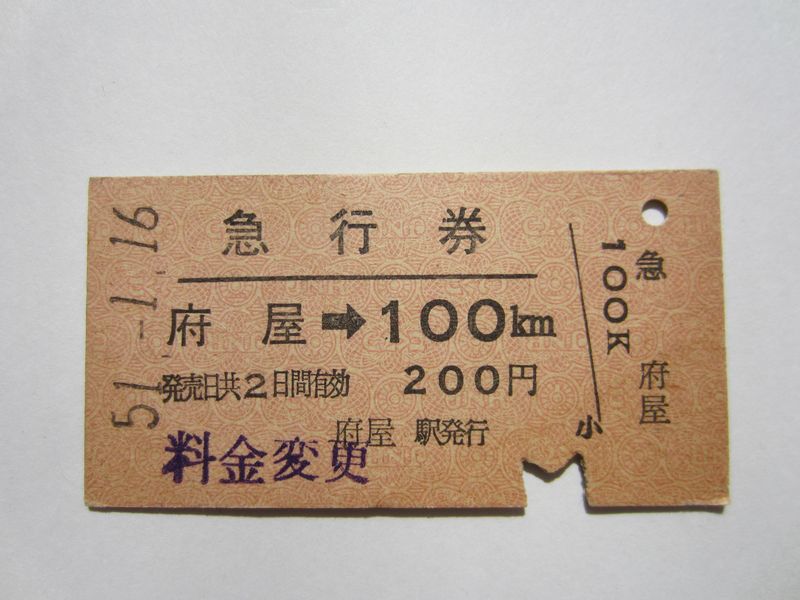 51.-1.16
急行券
府屋➡100km
発売日共2日間有効 200円
府屋 駅発行
料金変更
小
急
100K
府屋